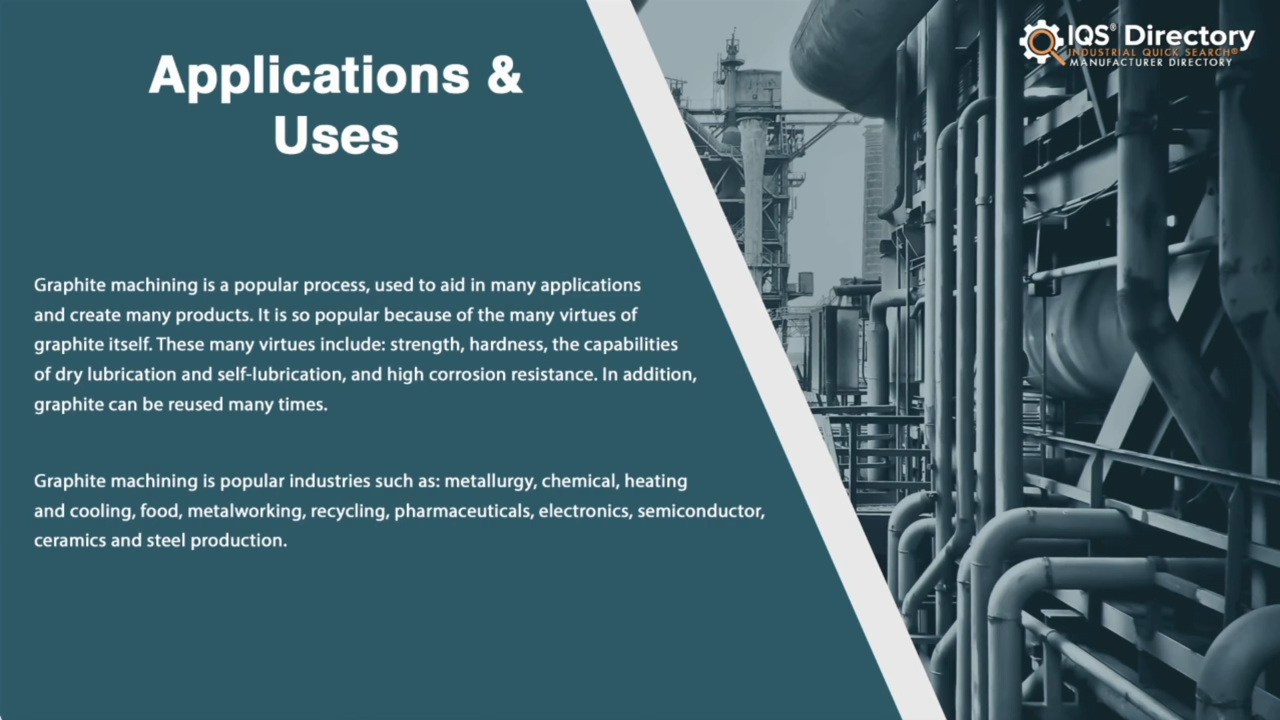 Applications &
Uses
IQS® Directory
INDUSTRIAL QUICK SEARCH®
MANUFACTURER DIRECTORY
Graphite machining is a popular process, used to aid in many applications
and create many products. It is so popular because of the many virtues of
graphite itself. These many virtues include: strength, hardness, the capabilities
of dry lubrication and self-lubrication, and high corrosion resistance. In addition,
graphite can be reused many times.
Graphite machining is popular industries such as: metallurgy, chemical, heating
and cooling, food, metalworking, recycling, pharmaceuticals, electronics, semiconductor,
ceramics and steel production.